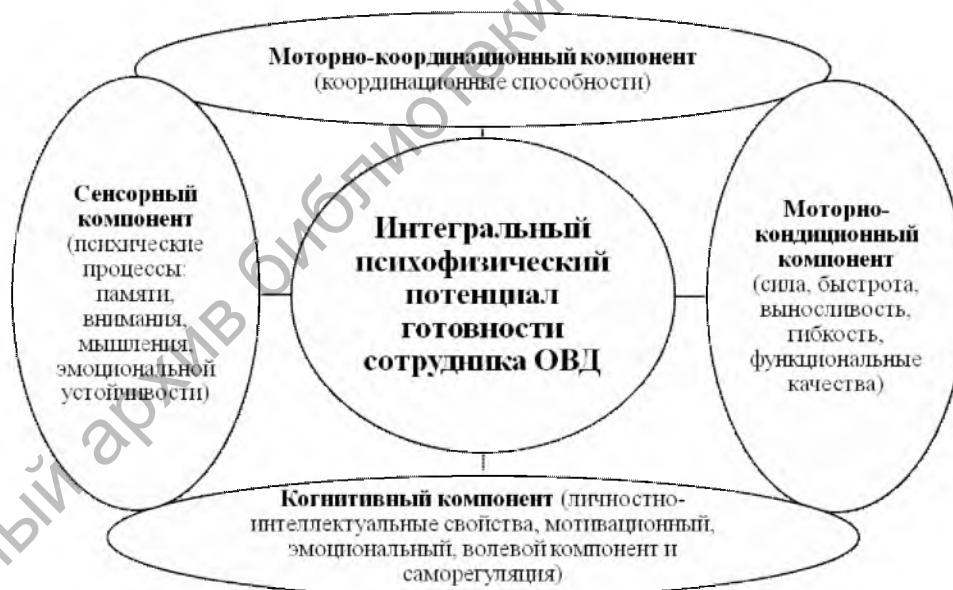 Моторно-координационный компонент
(координационные способности)
Сенсорный
компонент
(психические
процессы:
памяти,
внимания,
мышления,
эмоциональной
устойчивости)
Интегральный
психофизический
потенциал
готовности
сотрудника ОВД
Моторно-
кондиционный
компонент
(сила, быстрота,
выносливость,
гибкость,
функциональные
качества)
Когнитивный компонент (личностно-
интеллектуальные свойства, мотивационный,
эмоциональный, волевой компонент и
саморегуляция)
архив библиотеки